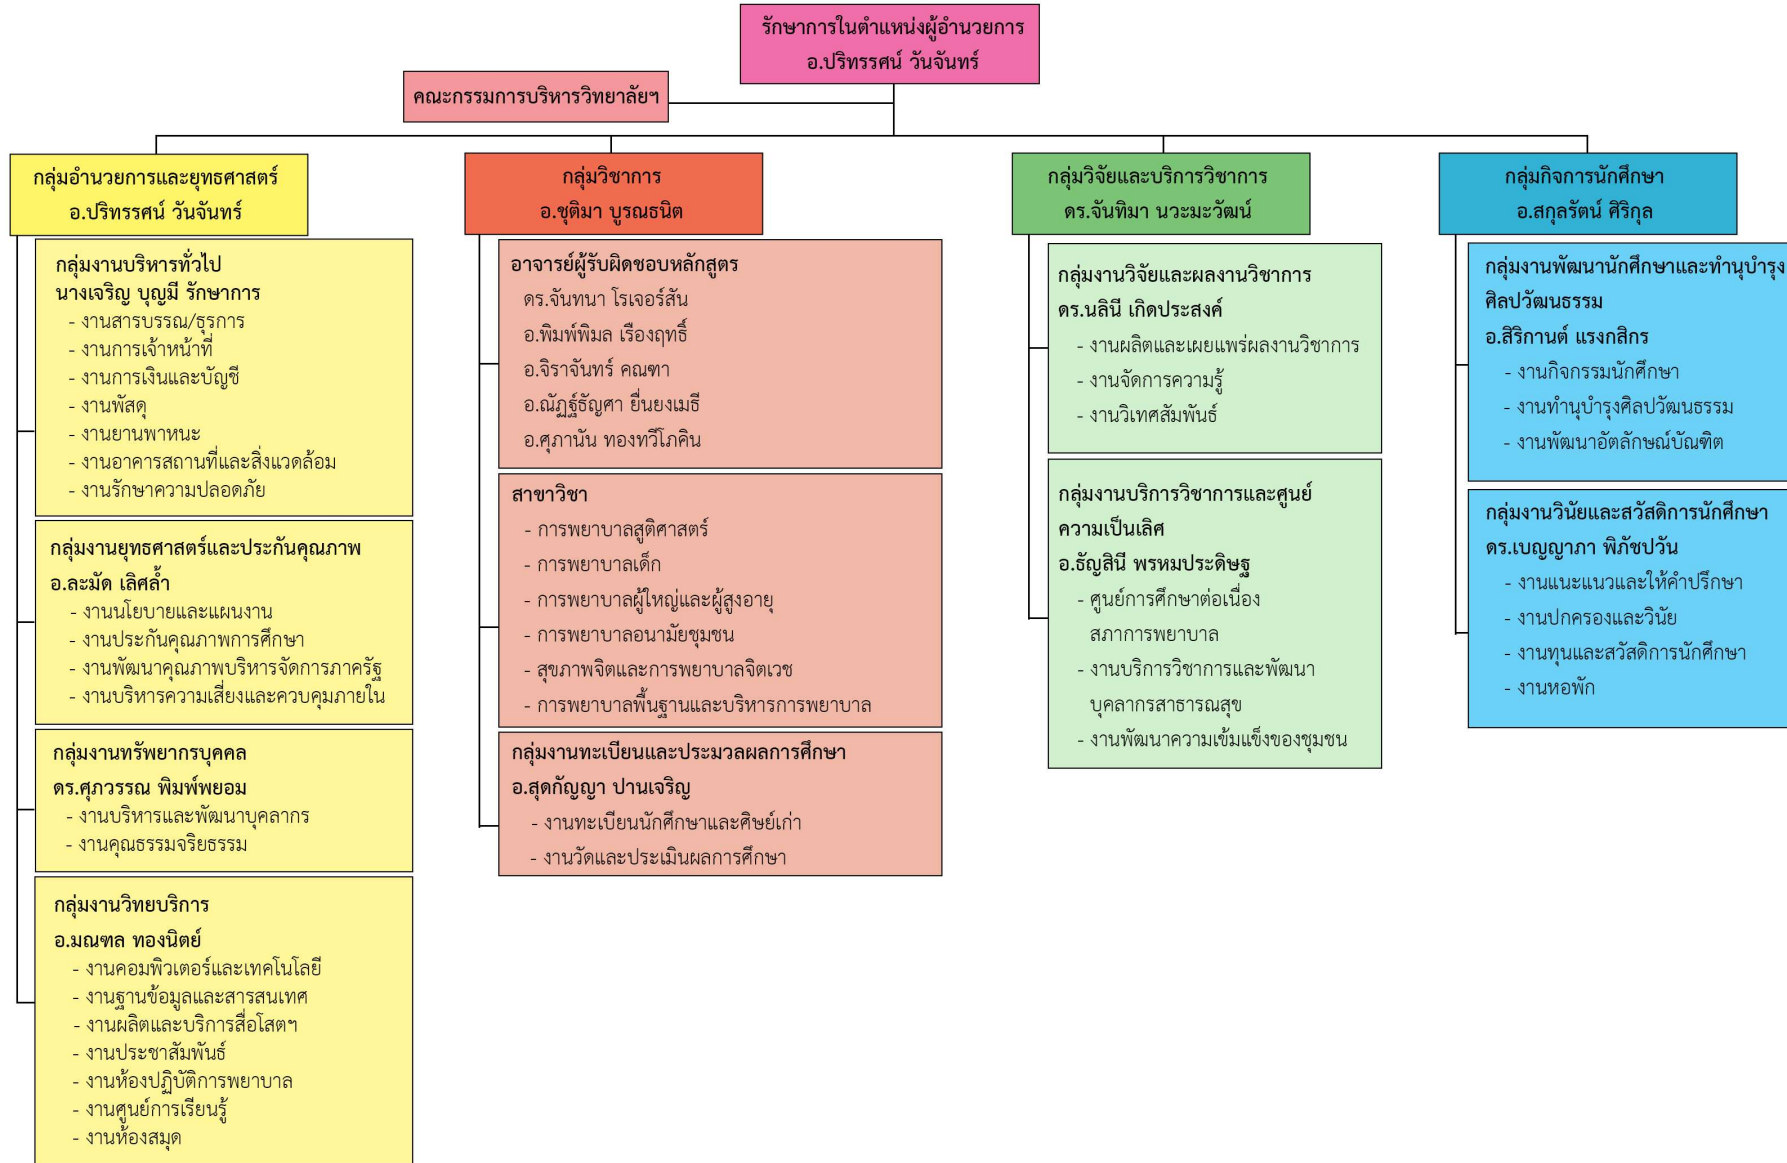 รักษาการในตำแหน่งผู้อำนวยการ
อ.ปริทรรศน์ วันจันทร์
คณะกรรมการบริหารวิทยาลัยฯ
กลุ่มอำนวยการและยุทธศาสตร์
อ.ปริทรรศน์ วันจันทร์
กลุ่มงานบริหารทั่วไป
นางเจริญ บุญมี รักษาการ
- งานสารบรรณ/ธุรการ
- งานการเจ้าหน้าที่
- งานการเงินและบัญชี
- งานพัสดุ
- งานยานพาหนะ
- งานอาคารสถานที่และสิ่งแวดล้อม
- งานรักษาความปลอดภัย
กลุ่มงานยุทธศาสตร์และประกันคุณภาพ
อ.ละมัด เลิศล้ำ
- งานนโยบายและแผนงาน
- งานประกันคุณภาพการศึกษา
- งานพัฒนาคุณภาพบริหารจัดการภาครัฐ
- งานบริหารความเสี่ยงและควบคุมภายใน
กลุ่มงานทรัพยากรบุคคล
ดร.ศุภวรรณ พิมพ์พยอม
- งานบริหารและพัฒนาบุคลากร
- งานคุณธรรมจริยธรรม
กลุ่มงานวิทยบริการ
อ.มณฑล ทองนิตย์
- งานคอมพิวเตอร์และเทคโนโลยี
- งานฐานข้อมูลและสารสนเทศ
- งานผลิตและบริการสื่อโสตฯ
- งานประชาสัมพันธ์
- งานห้องปฏิบัติการพยาบาล
- งานศูนย์การเรียนรู้
- งานห้องสมุด
กลุ่มวิชาการ
อ.ชุติมา บูรณธนิต
อาจารย์ผู้รับผิดชอบหลักสูตร
ดร.จันทนา โรเจอร์สัน
อ.พิมพ์พิมล เรืองฤทธิ์
อ.จิราจันทร์ คณฑา
อ.ณัฏฐ์ธัญศา ยื่นยงเมธี
อ.ศุภานัน ทองทวีโภคิน
สาขาวิชา
- การพยาบาลสูติศาสตร์
- การพยาบาลเด็ก
- การพยาบาลผู้ใหญ่และผู้สูงอายุ
- การพยาบาลอนามัยชุมชน
- สุขภาพจิตและการพยาบาลจิตเวช
- การพยาบาลพื้นฐานและบริหารการพยาบาล
กลุ่มงานทะเบียนและประมวลผลการศึกษา
อ.สุดกัญญา ปานเจริญ
- งานทะเบียนนักศึกษาและศิษย์เก่า
- งานวัดและประเมินผลการศึกษา
กลุ่มวิจัยและบริการวิชาการ
ดร.จันทิมา นวะมะวัฒน์
กลุ่มงานวิจัยและผลงานวิชาการ
ดร.นลินี เกิดประสงค์
- งานผลิตและเผยแพร่ผลงานวิชาการ
- งานจัดการความรู้
- งานวิเทศสัมพันธ์
กลุ่มงานบริการวิชาการและศูนย์
ความเป็นเลิศ
อ.ธัญสินี พรหมประดิษฐ
- ศูนย์การศึกษาต่อเนื่อง
สภาการพยาบาล
- งานบริการวิชาการและพัฒนา
บุคลากรสาธารณสุข
- งานพัฒนาความเข้มแข็งของชุมชน
กลุ่มกิจการนักศึกษา
อ.สกุลรัตน์ ศิริกุล
กลุ่มงานพัฒนานักศึกษาและทำนุบำรุง
ศิลปวัฒนธรรม
อ.สิริกานต์ แรงกสิกร
- งานกิจกรรมนักศึกษา
- งานทำนุบำรุงศิลปวัฒนธรรม
- งานพัฒนาอัตลักษณ์บัณฑิต
กลุ่มงานวินัยและสวัสดิการนักศึกษา
ดร.เบญญาภา พิภัชปวัน
- งานแนะแนวและให้คำปรึกษา
- งานปกครองและวินัย
- งานทุนและสวัสดิการนักศึกษา
- งานหอพัก